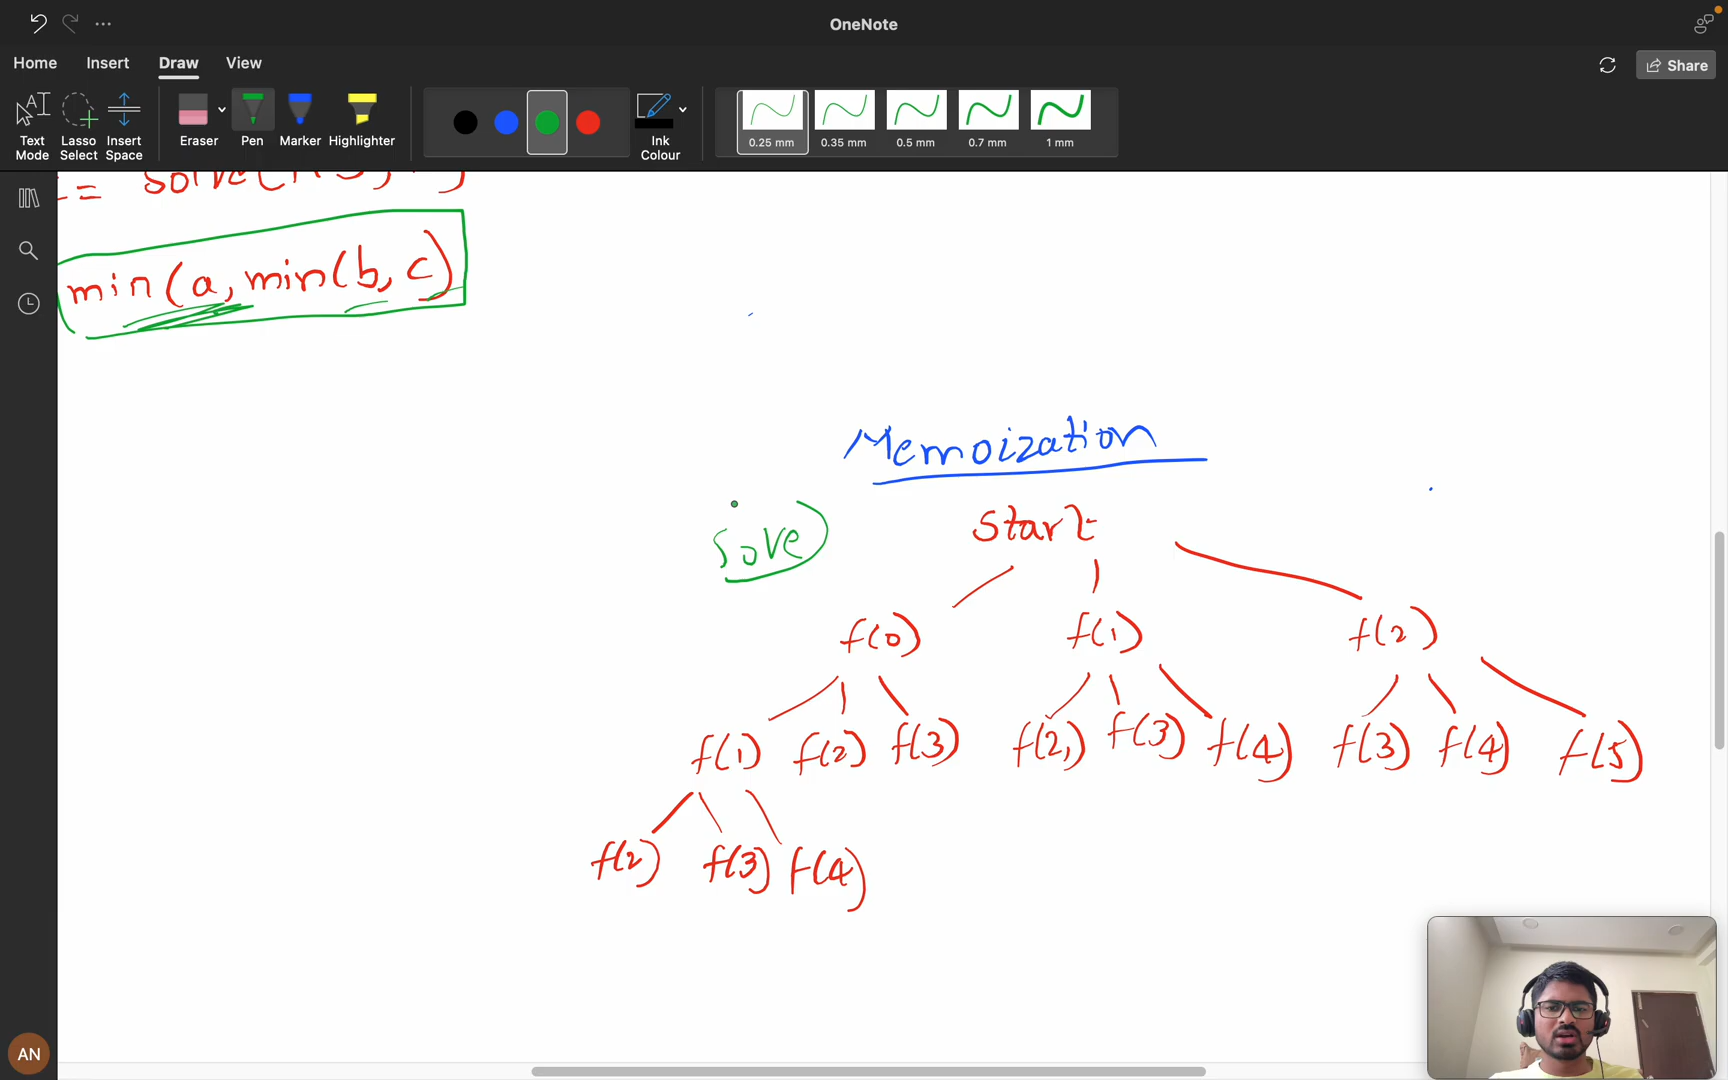 OneNote
Home Insert Draw View
Share
Text Mode
Lasso Select
Insert Space
Eraser
Pen
Marker
Highlighter
Ink Colour
0.25 mm
0.35 mm
0.5 mm
0.7 mm
1 mm
min(a, min(b, c)
Memoization
solve)
Start
f(0) f(1) f(2)
f(1) f(2) f(3) f(2,) f(3) f(4) f(3) f(4) f(5)
f(2) f(3) f(4)
AN